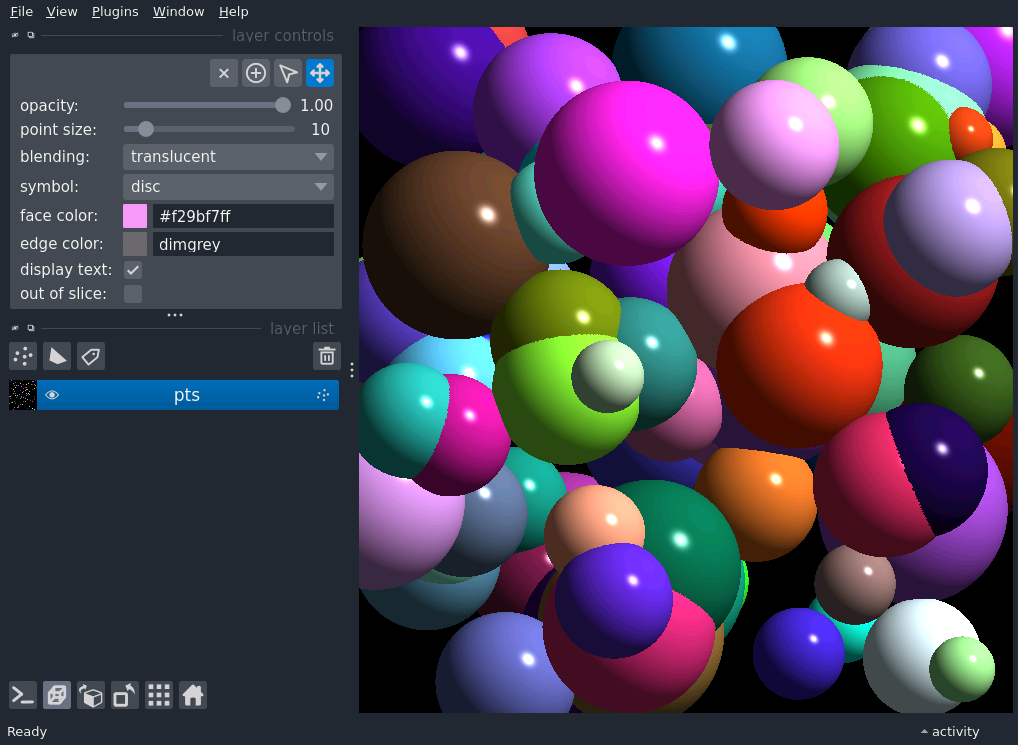 File View Plugins Window Help
layer controls
opacity: 1.00
point size: 10
blending: translucent
symbol: disc
face color: #f29bf7ff
edge color: dimgrey
display text:
out of slice:
layer list
pts
Ready activity